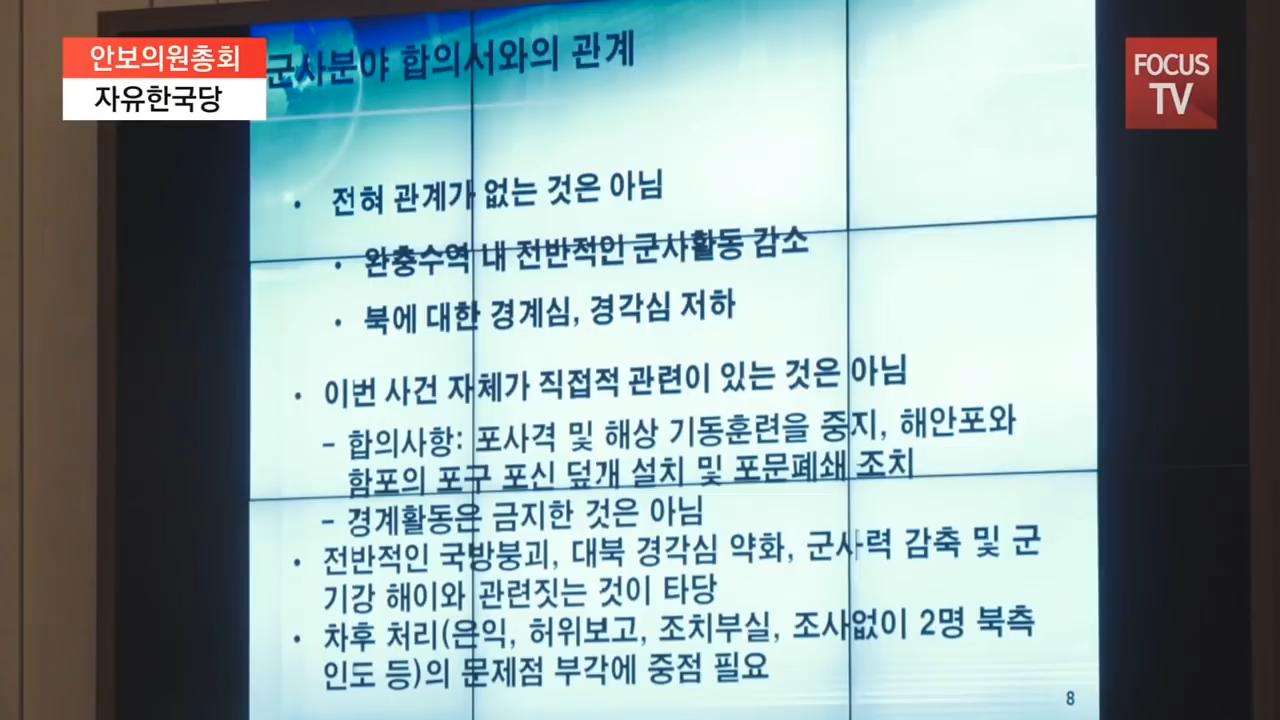 안보의원총회
자유한국당
FOCUS
TV
군사분야 합의서와의 관계
• 전혀 관계가 없는 것은 아님
• 완충수역 내 전반적인 군사활동 감소
• 북에 대한 경계심, 경각심 저하
• 이번 사건 자체가 직접적 관련이 있는 것은 아님
- 합의사항: 포사격 및 해상 기동훈련을 중지, 해안포와
함포의 포구 포신 덮개 설치 및 포문폐쇄 조치
- 경계활동은 금지한 것은 아님
• 전반적인 국방붕괴, 대북 경각심 약화, 군사력 감축 및 군
기강 해이와 관련짓는 것이 타당
• 차후 처리(은익, 허위보고, 조치부실, 조사없이 2명 북측
인도 등)의 문제점 부각에 중점 필요
8